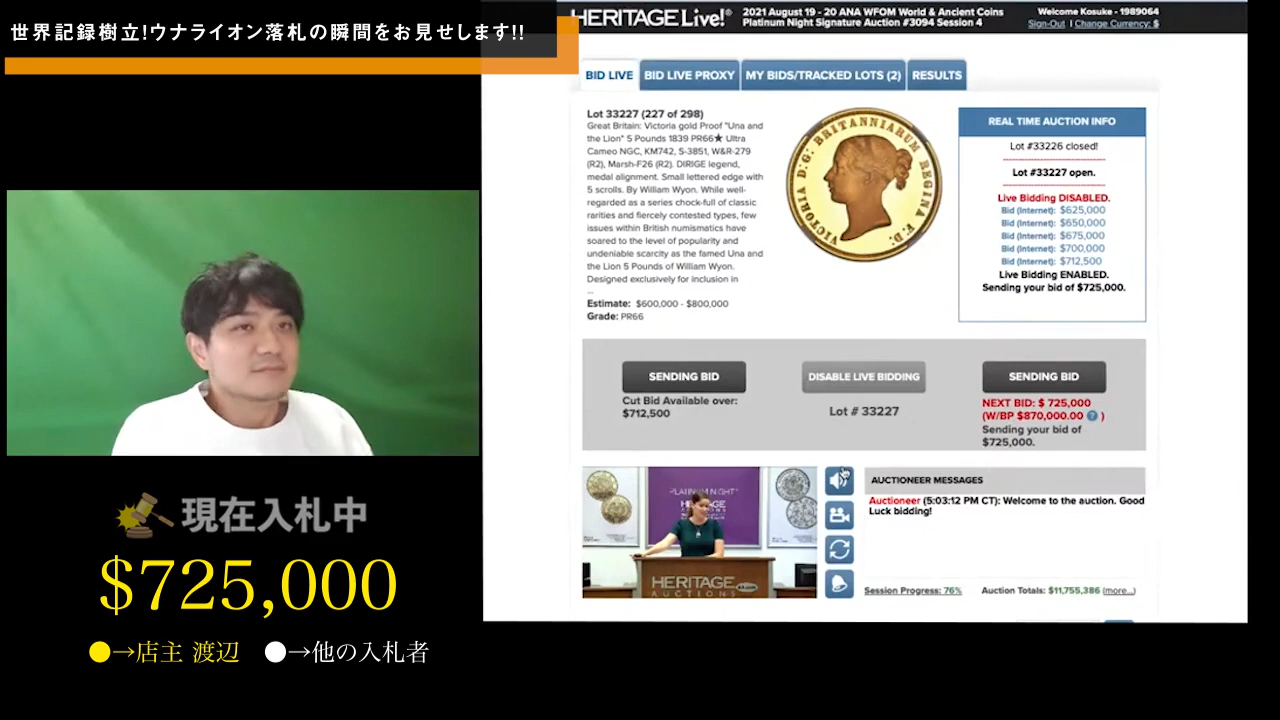 世界記録樹立!ウナライオン落札の瞬間をお見せします!!
HERITAGE Live!®
2021 August 19 - 20 ANA WFOM World & Ancient Coins
Platinum Night Signature Auction #3094 Session 4
Welcome Kosuke - 1989064
Sign-Out | Change Currency: $
BID LIVE
BID LIVE PROXY
MY BIDS/TRACKED LOTS (2)
RESULTS
Lot 33227 (227 of 298)
Great Britain: Victoria gold Proof "Una and
the Lion" 5 Pounds 1839 PR66★ Ultra
Cameo NGC, KM742, S-3851, W&R-279
(R2), Marsh-F26 (R2). DIRIGE legend,
medal alignment. Small lettered edge with
5 scrolls. By William Wyon. While well-
regarded as a series chock-full of classic
rarities and fiercely contested types, few
issues within British numismatics have
soared to the level of popularity and
undeniable scarcity as the famed Una and
the Lion 5 Pounds of William Wyon.
Designed exclusively for inclusion in
...
Estimate: $600,000 - $800,000
Grade: PR66
VICTORIA D: G: BRITANNIARUM REGINA F: D:
REAL TIME AUCTION INFO
Lot #33226 closed!
Lot #33227 open.
Live Bidding DISABLED.
Bid (Internet): $625,000
Bid (Internet): $650,000
Bid (Internet): $675,000
Bid (Internet): $700,000
Bid (Internet): $712,500
Live Bidding ENABLED.
Sending your bid of $725,000.
SENDING BID
Cut Bid Available over:
$712,500
DISABLE LIVE BIDDING
Lot # 33227
SENDING BID
NEXT BID: $ 725,000
(W/BP $870,000.00 ? )
Sending your bid of
$725,000.
PLATINUM NIGHT
HERITAGE
HERITAGE
AUCTIONS
AUCTIONEER MESSAGES
Auctioneer (5:03:12 PM CT): Welcome to the auction. Good
Luck bidding!
Session Progress: 76%
Auction Totals: $11,755,386 (more...)
現在入札中
$725,000
●→店主 渡辺 ●→他の入札者